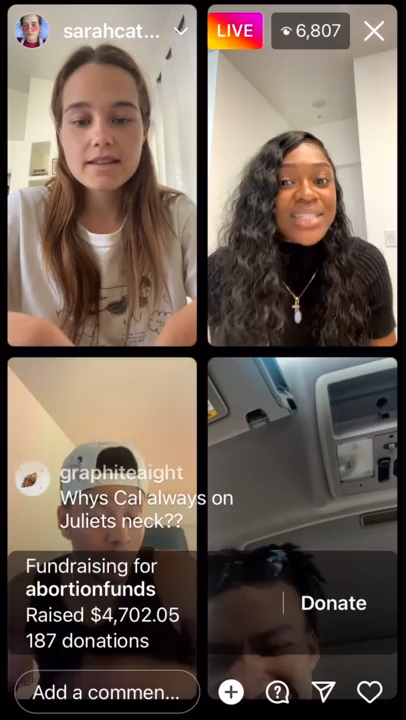 sarahcat...
LIVE
6,807
graphiteaight
Whys Cal always on
Juliets neck??
Fundraising for
abortionfunds
Raised $4,702.05
187 donations
Donate
Add a commen...